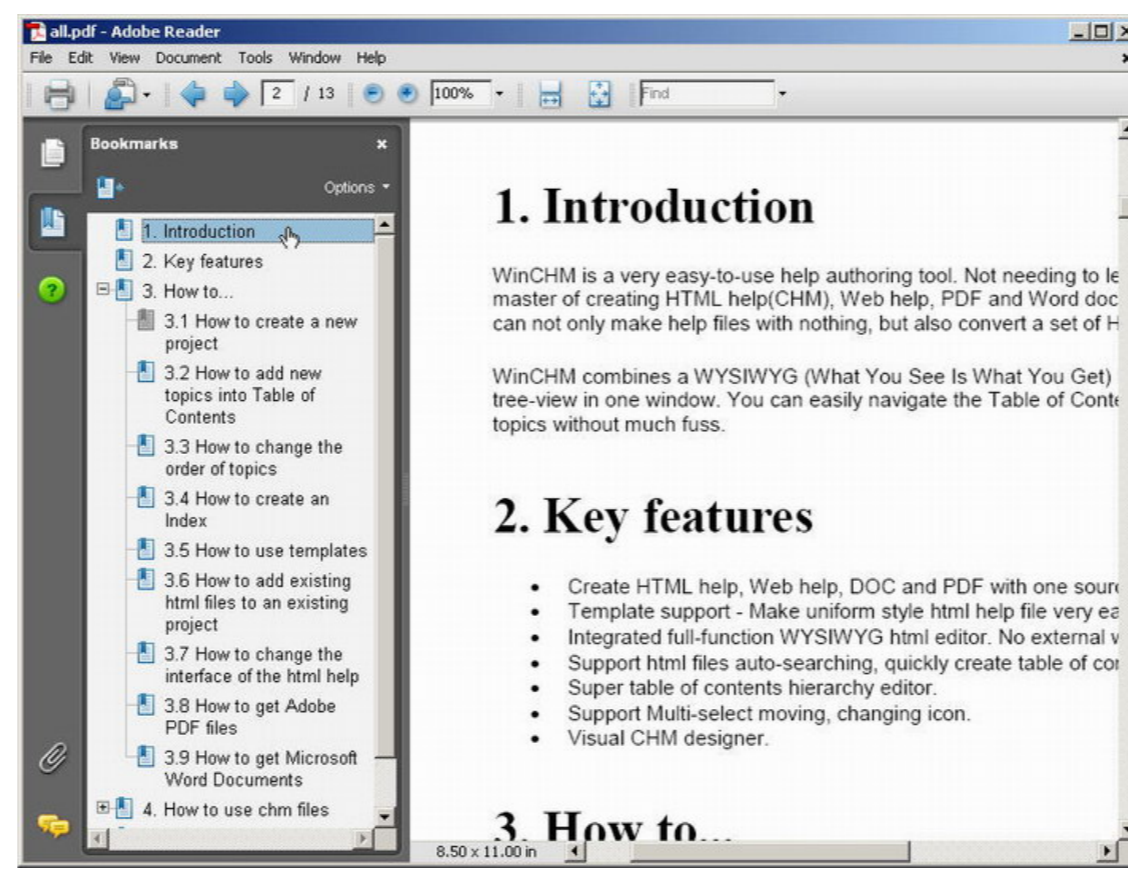 all.pdf - Adobe Reader
File Edit View Document Tools Window Help
2 / 13 100% Find
Bookmarks
Options
1. Introduction
2. Key features
3. How to...
3.1 How to create a new
project
3.2 How to add new
topics into Table of
Contents
3.3 How to change the
order of topics
3.4 How to create an
Index
3.5 How to use templates
3.6 How to add existing
html files to an existing
project
3.7 How to change the
interface of the html help
3.8 How to get Adobe
PDF files
3.9 How to get Microsoft
Word Documents
4. How to use chm files
1. Introduction
WinCHM is a very easy-to-use help authoring tool. Not needing to le
master of creating HTML help(CHM), Web help, PDF and Word doc
can not only make help files with nothing, but also convert a set of H
WinCHM combines a WYSIWYG (What You See Is What You Get)
tree-view in one window. You can easily navigate the Table of Conte
topics without much fuss.
2. Key features
• Create HTML help, Web help, DOC and PDF with one sour
• Template support - Make uniform style html help file very ea
• Integrated full-function WYSIWYG html editor. No external
• Support html files auto-searching, quickly create table of co
• Super table of contents hierarchy editor.
• Support Multi-select moving, changing icon.
• Visual CHM designer.
3. How to...
8.50 x 11.00 in